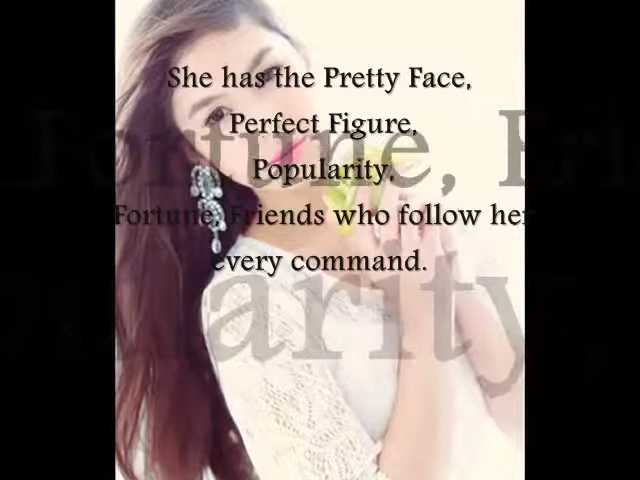 She has the Pretty Face,
Perfect Figure,
Popularity,
Fortune, Friends who follow her
every command.